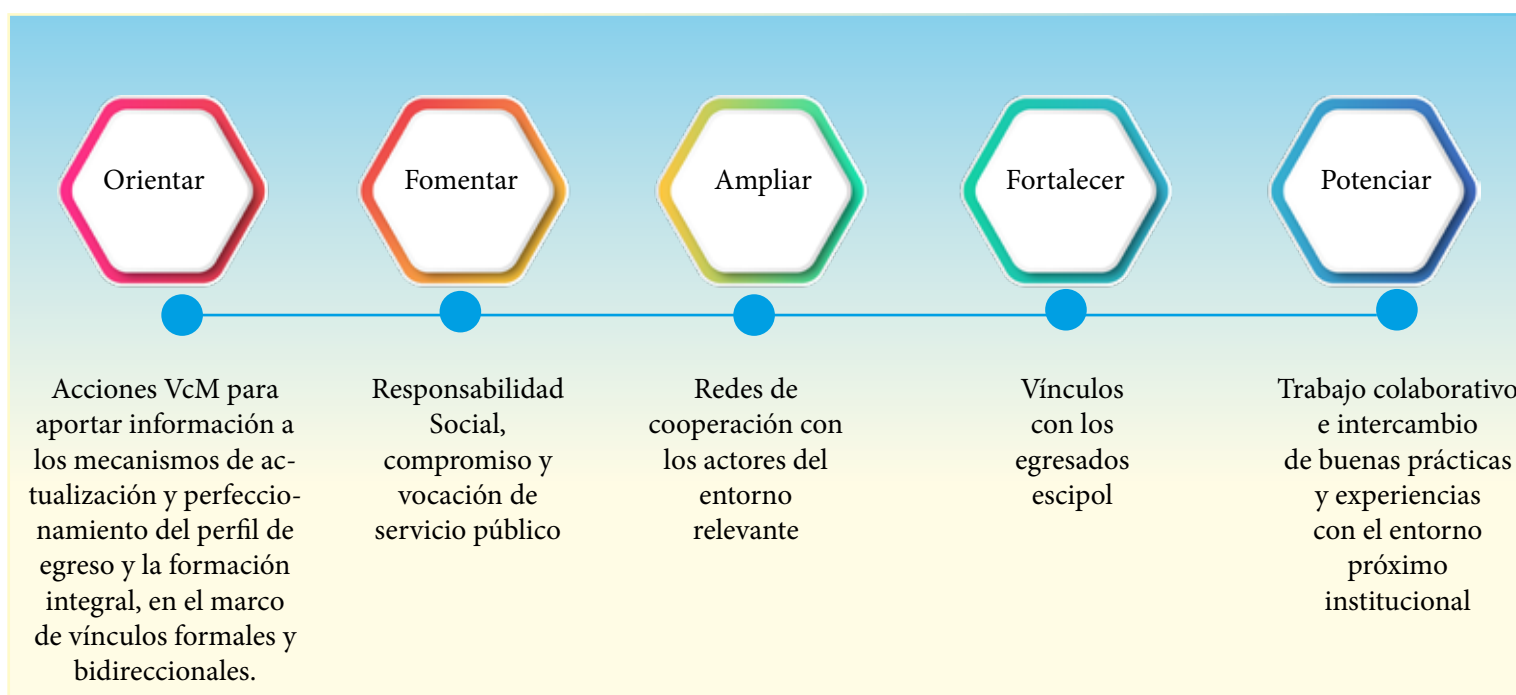 Orientar
Acciones VcM para
aportar información a
los mecanismos de ac-
tualización y perfeccio-
namiento del perfil de
egreso y la formación
integral, en el marco
de vínculos formales y
bidireccionales.
Fomentar
Responsabilidad
Social,
compromiso y
vocación de
servicio público
Ampliar
Redes de
cooperación con
los actores del
entorno
relevante
Fortalecer
Vínculos
con los
egresados
escipol
Potenciar
Trabajo colaborativo
e intercambio
de buenas prácticas
y experiencias
con el entorno
próximo
institucional